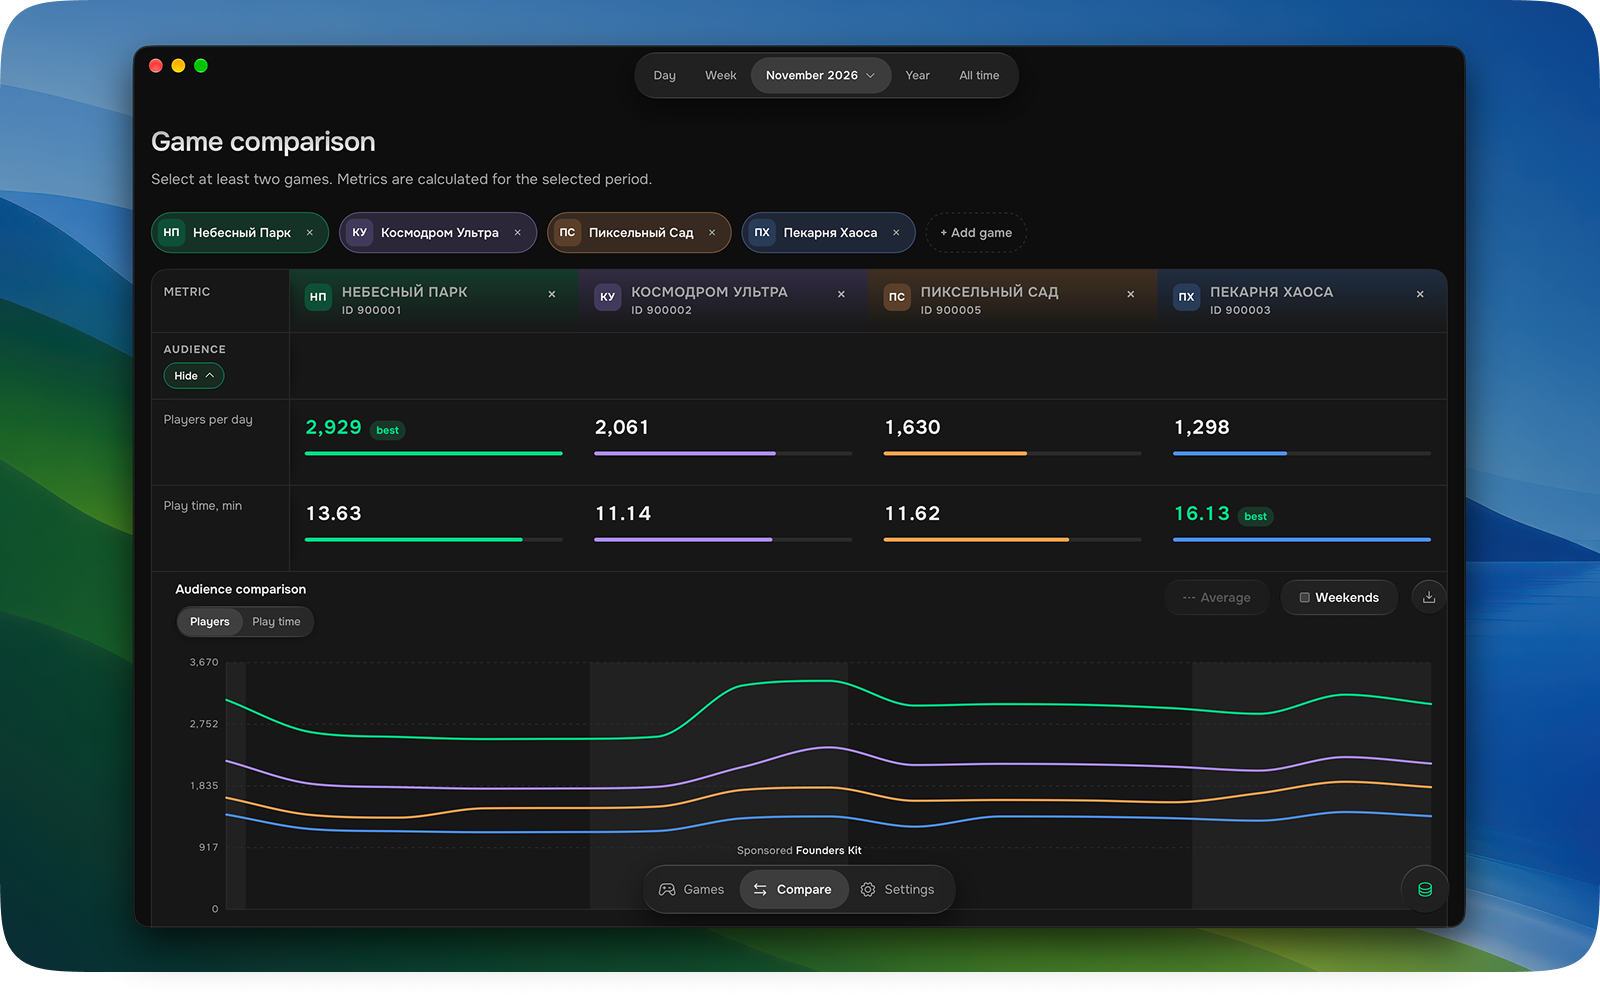 Day Week November 2026 Year All time
Game comparison
Select at least two games. Metrics are calculated for the selected period.
НП Небесный Парк × КУ Космодром Ультра × ПС Пиксельный Сад × ПХ Пекарня Хаоса × + Add game
METRIC
НП НЕБЕСНЫЙ ПАРК ×
ID 900001
КУ КОСМОДРОМ УЛЬТРА ×
ID 900002
ПС ПИКСЕЛЬНЫЙ САД ×
ID 900005
ПХ ПЕКАРНЯ ХАОСА ×
ID 900003
AUDIENCE
Hide
Players per day 2,929 best 2,061 1,630 1,298
Play time, min 13.63 11.14 11.62 16.13 best
Audience comparison
--- Average Weekends
Players Play time
3,670
2,752
1,835
917
0
Sponsored Founders Kit
Games Compare Settings